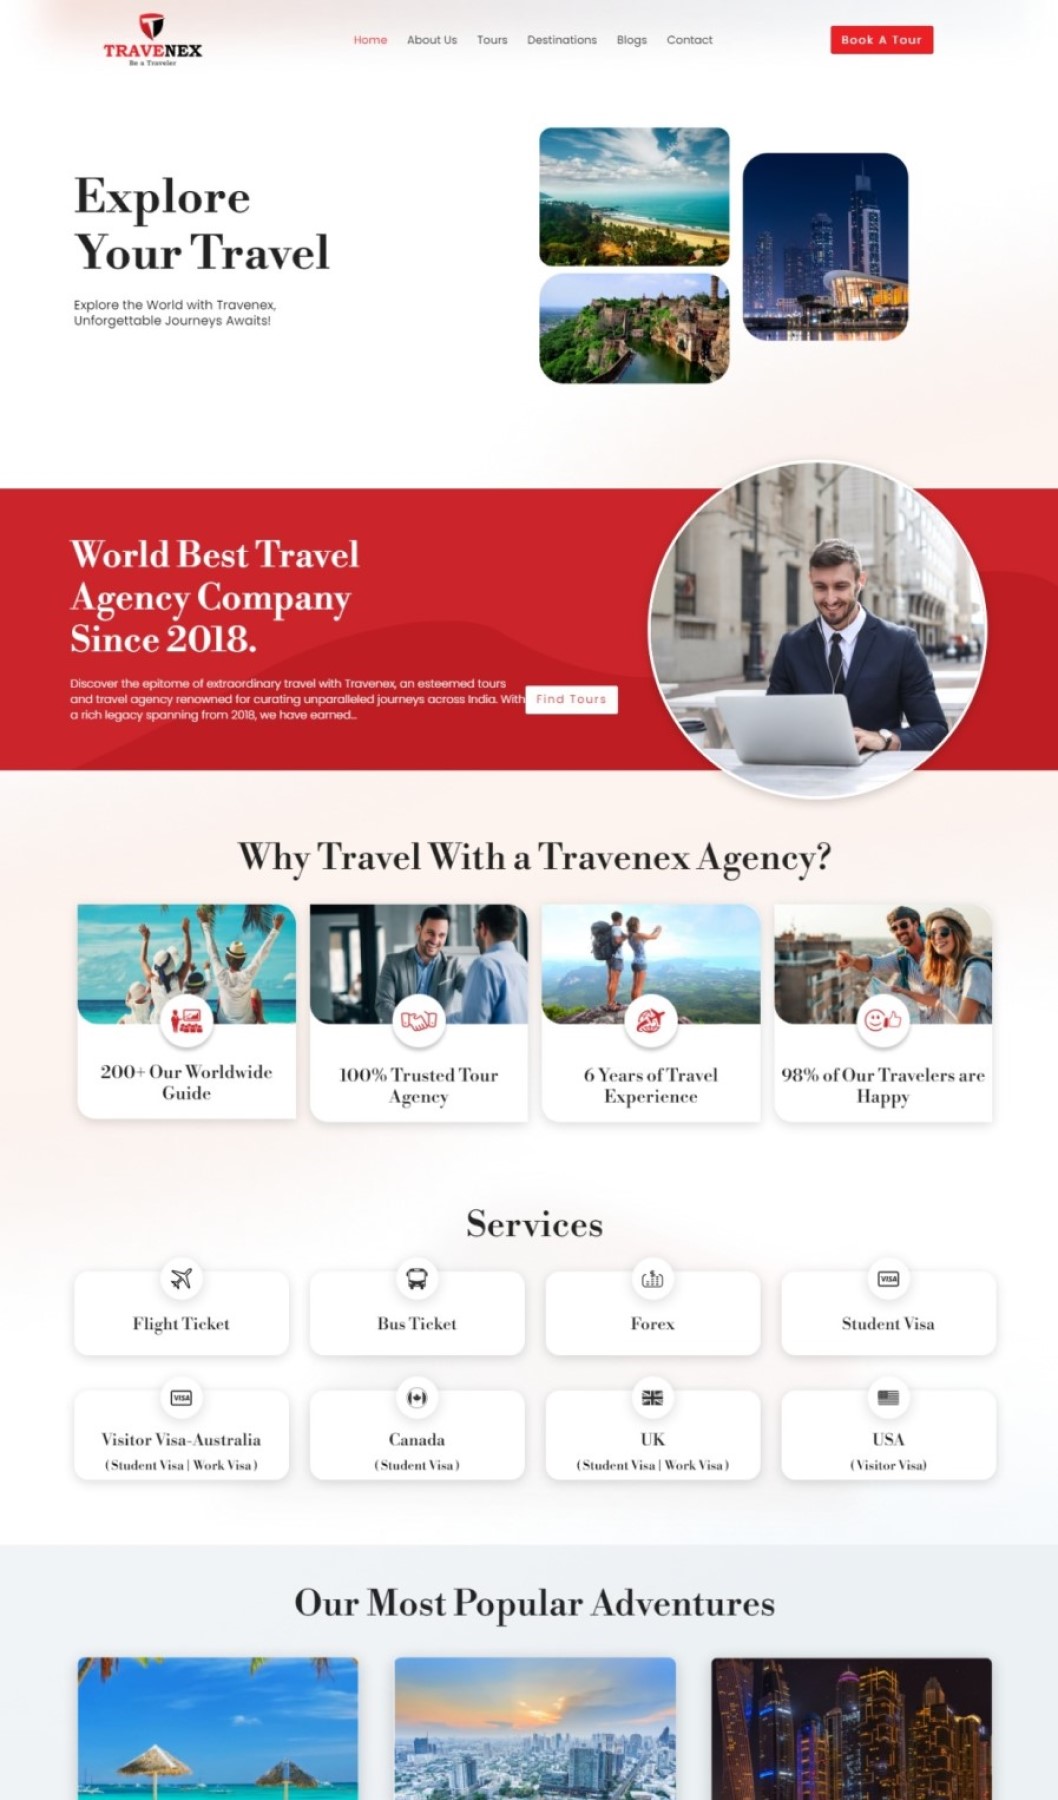 TRAVENEX
Be a Traveler
Home About Us Tours Destinations Blogs Contact
Book A Tour
Explore
Your Travel
Explore the World with Travenex,
Unforgettable Journeys Awaits!
World Best Travel
Agency Company
Since 2018.
Discover the epitome of extraordinary travel with Travenex, an esteemed tours
and travel agency renowned for curating unparalleled journeys across India. With
a rich legacy spanning from 2018, we have earned...
Find Tours
Why Travel With a Travenex Agency?
200+ Our Worldwide
Guide
100% Trusted Tour
Agency
6 Years of Travel
Experience
98% of Our Travelers are
Happy
Services
Flight Ticket
Bus Ticket
Forex
VISA
Student Visa
VISA
Visitor Visa-Australia
( Student Visa | Work Visa )
Canada
( Student Visa )
UK
( Student Visa | Work Visa )
USA
( Visitor Visa)
Our Most Popular Adventures